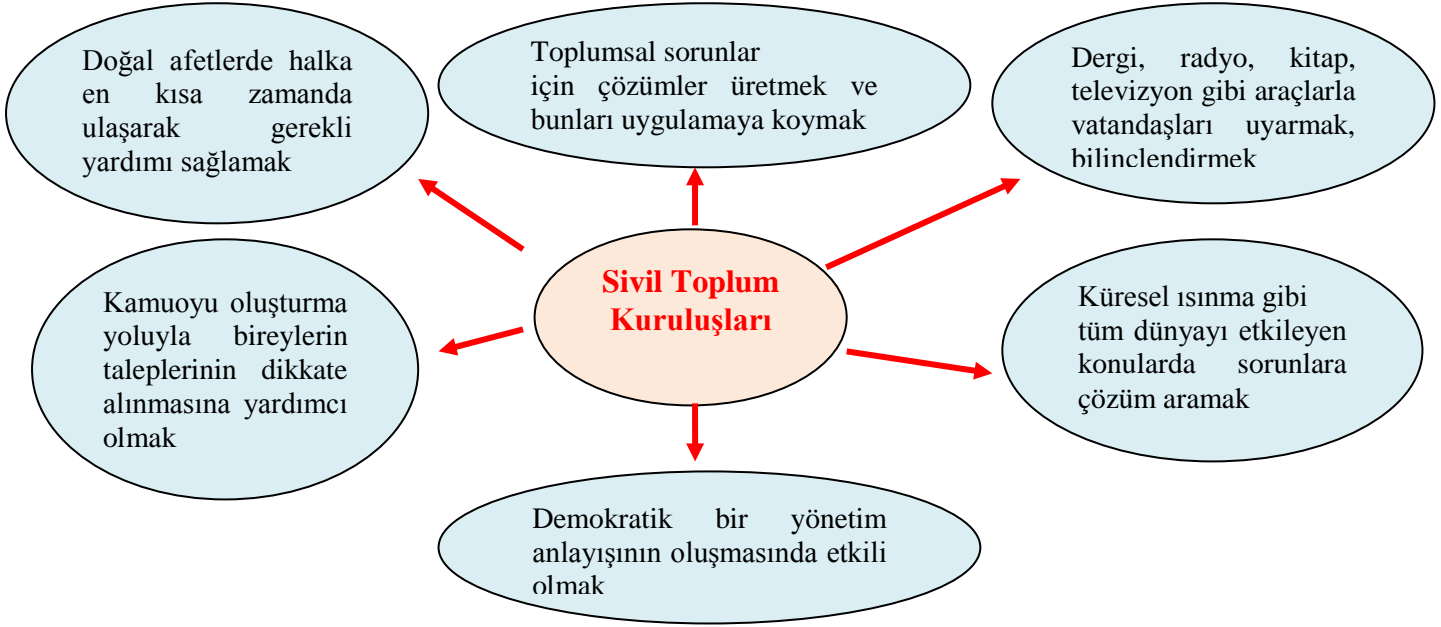 Doğal afetlerde halka
en kısa zamanda
ulaşarak gerekli
yardımı sağlamak
Toplumsal sorunlar
için çözümler üretmek ve
bunları uygulamaya koymak
Dergi, radyo, kitap,
televizyon gibi araçlarla
vatandaşları uyarmak,
bilinçlendirmek
Sivil Toplum
Kuruluşları
Kamuoyu oluşturma
yoluyla bireylerin
taleplerinin dikkate
alınmasına yardımcı
olmak
Küresel ısınma gibi
tüm dünyayı etkileyen
konularda sorunlara
çözüm aramak
Demokratik bir yönetim
anlayışının oluşmasında etkili
olmak